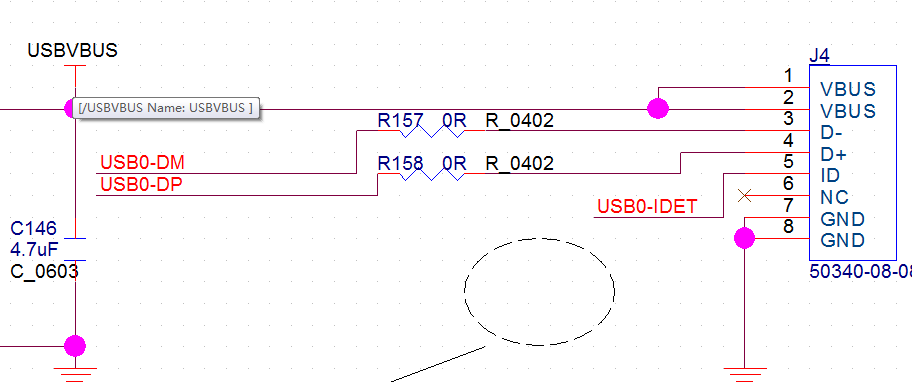 USBVBUS
J4
1
VBUS
[/USBVBUS Name: USBVBUS ]
2
VBUS
R157 0R R_0402
3
D-
4
D+
USB0-DM
R158 0R R_0402
5
ID
USB0-DP
6
NC
USB0-IDET
7
GND
C146
8
GND
4.7uF
C_0603
50340-08-08